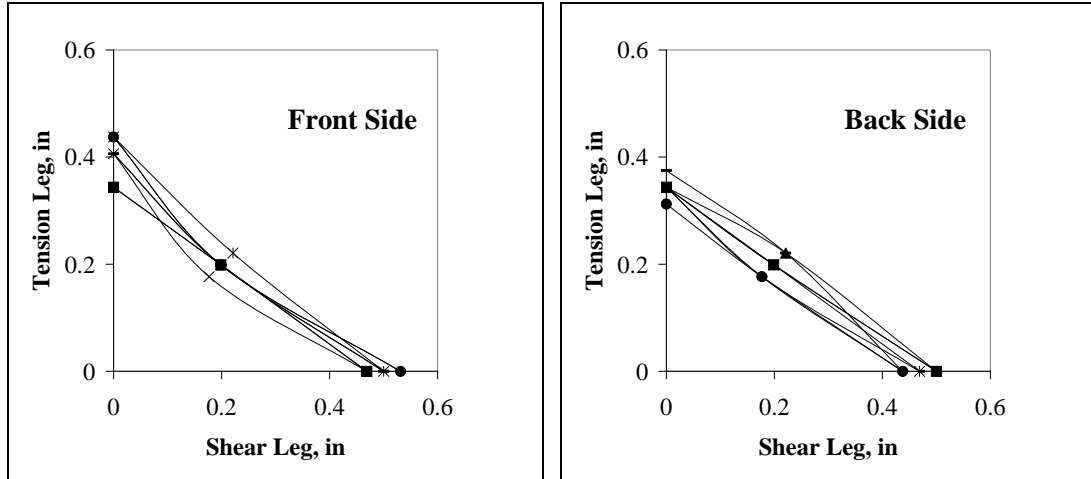 Front Side
Tension Leg, in
0.6
0.4
0.2
0
0 0.2 0.4 0.6
Shear Leg, in
Back Side
Tension Leg, in
0.6
0.4
0.2
0
0 0.2 0.4 0.6
Shear Leg, in